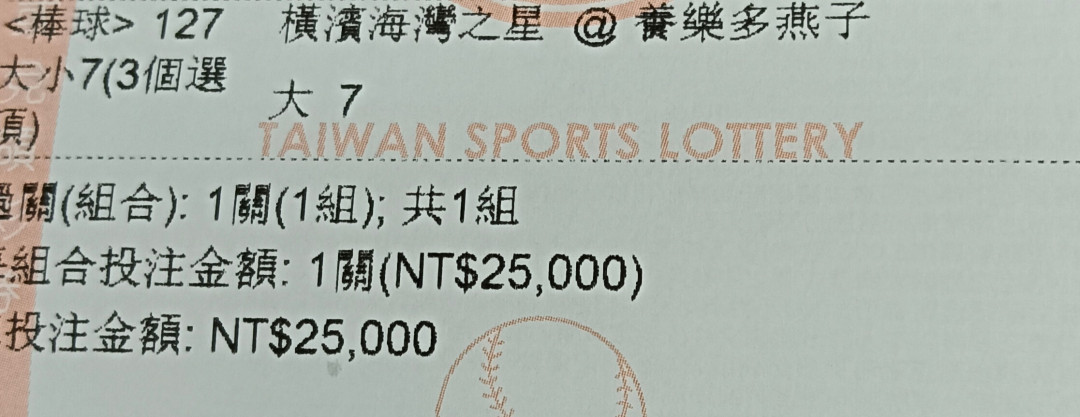 <棒球> 127 橫濱海灣之星 @ 養樂多燕子
大小7(3個選
項)
大 7
TAIWAN SPORTS LOTTERY
過關(組合): 1關(1組); 共1組
組合投注金額: 1關(NT$25,000)
投注金額: NT$25,000